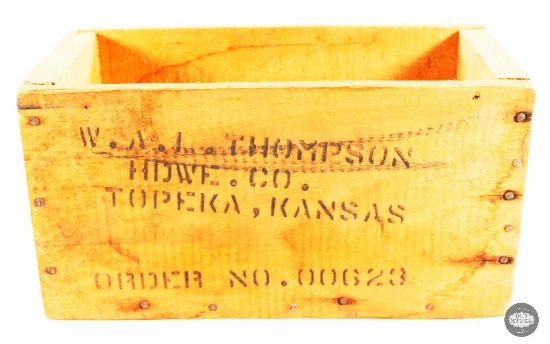 W.A.L. THOMPSON
HDWE. CO.
TOPEKA, KANSAS
ORDER NO. 00623